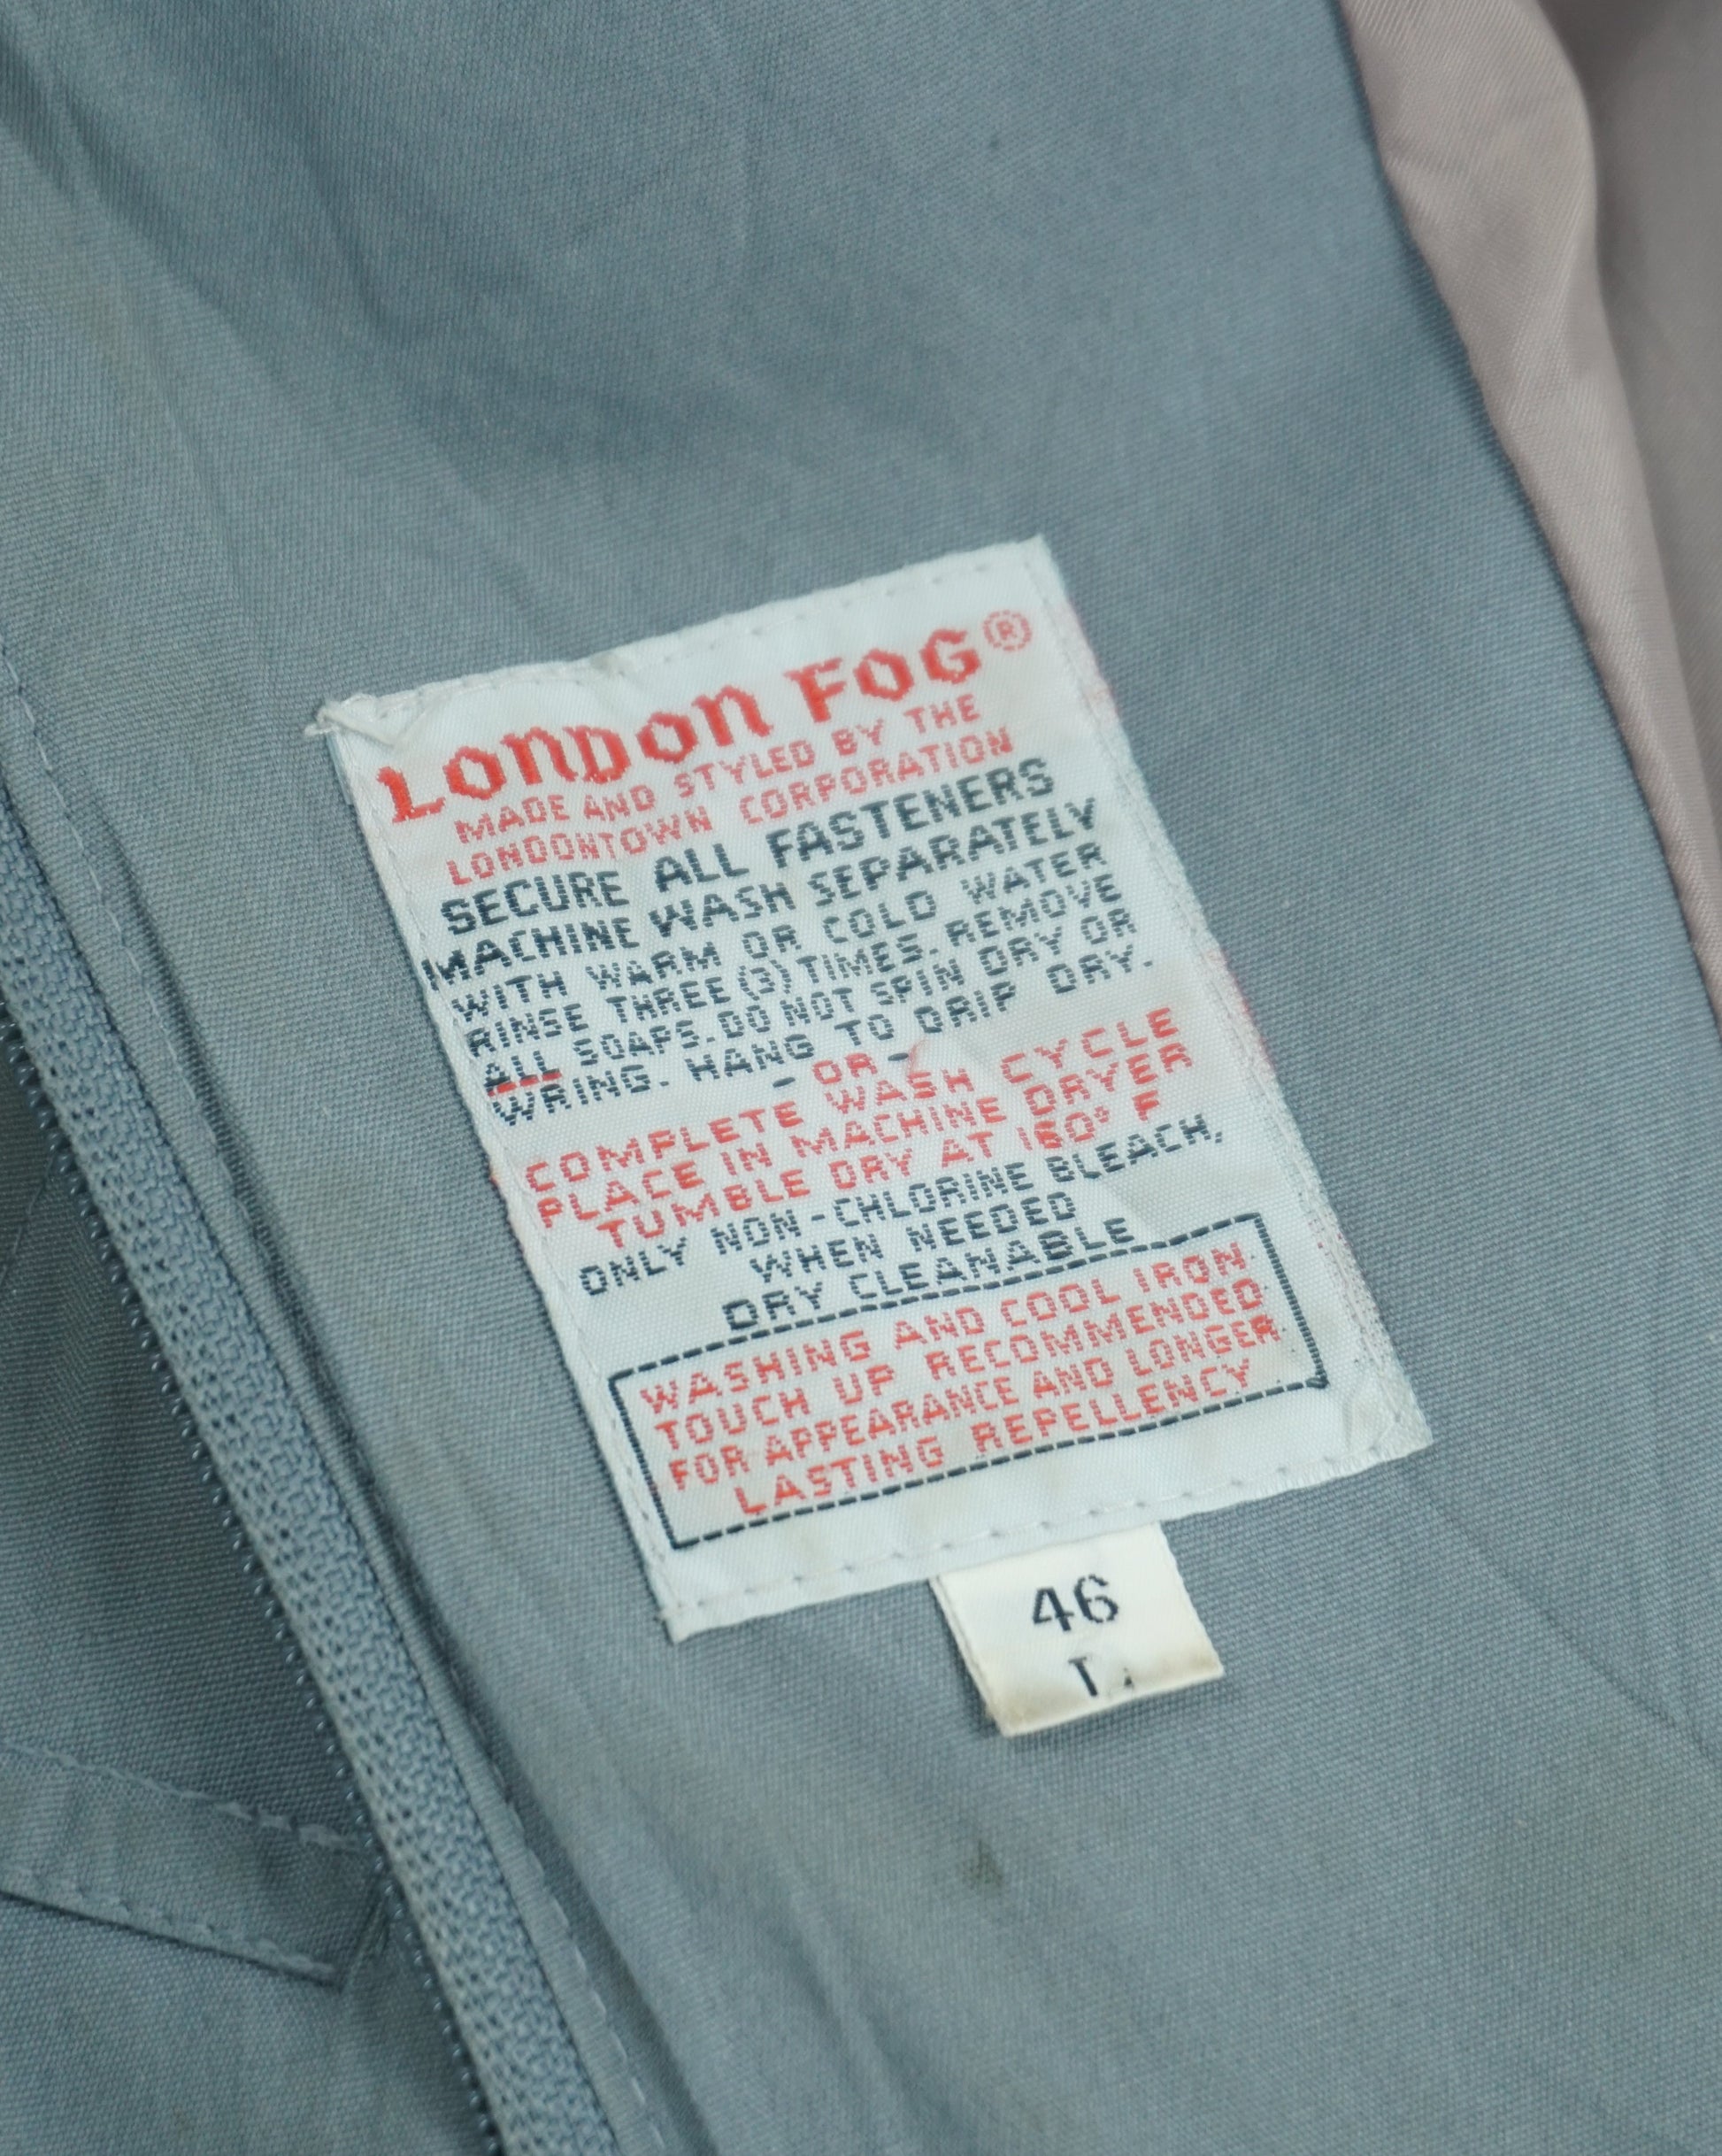 LONDON FOG®
MADE AND STYLED BY THE
LONDONTOWN CORPORATION
SECURE ALL FASTENERS
MACHINE WASH SEPARATELY
WITH WARM OR COLD WATER
RINSE THREE (3) TIMES. REMOVE
ALL SOAPS. DO NOT SPIN DRY OR
WRING. HANG TO DRIP DRY.
- OR -
COMPLETE WASH CYCLE
PLACE IN MACHINE DRYER
TUMBLE DRY AT 160° F
ONLY NON-CHLORINE BLEACH,
WHEN NEEDED
DRY CLEANABLE
WASHING AND COOL IRON
TOUCH UP RECOMMENDED
FOR APPEARANCE AND LONGER
LASTING REPELLENCY
46